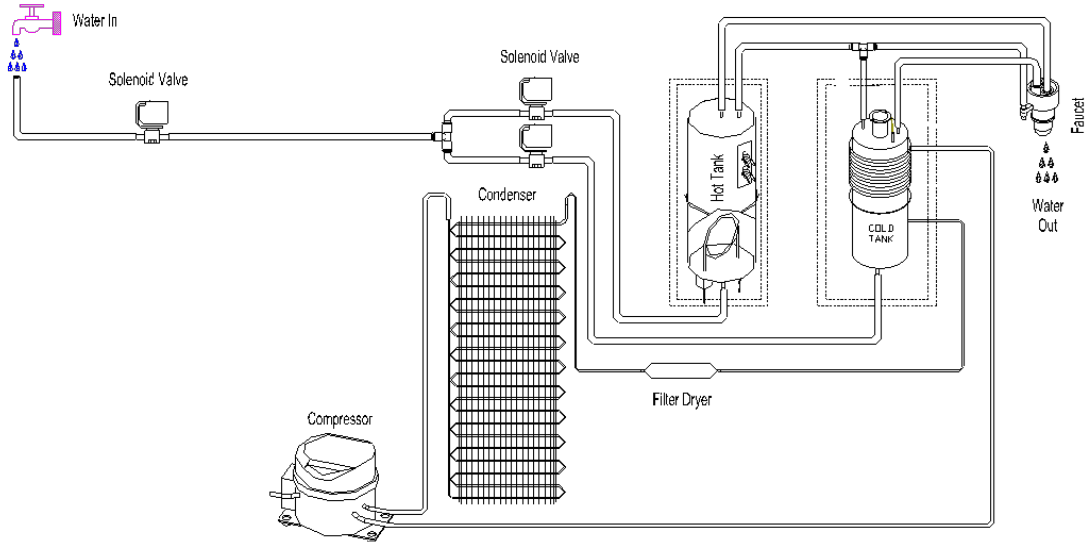 Water In
Solenoid Valve
Solenoid Valve
Condenser
Hot Tank
COLD
TANK
Faucet
Water
Out
Filter Dryer
Compressor